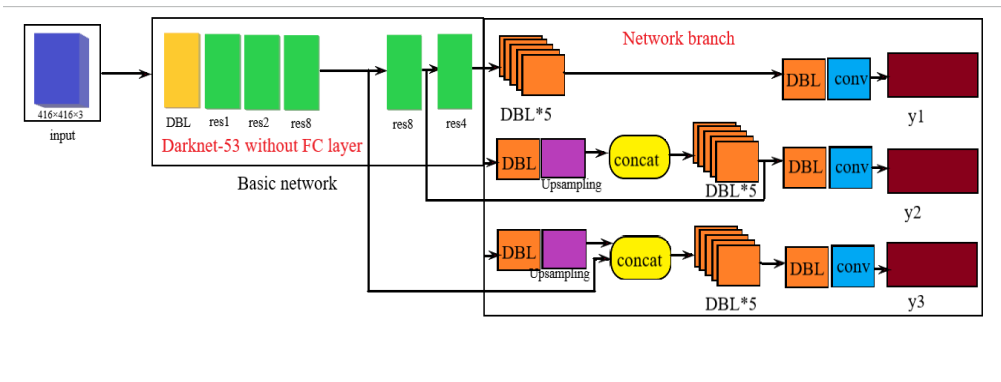 Network branch
416×416×3
input
DBL
res1
res2
res8
res8
res4
Darknet-53 without FC layer
Basic network
DBL*5
DBL
conv
y1
DBL
Upsampling
concat
DBL*5
DBL
conv
y2
DBL
Upsampling
concat
DBL*5
DBL
conv
y3